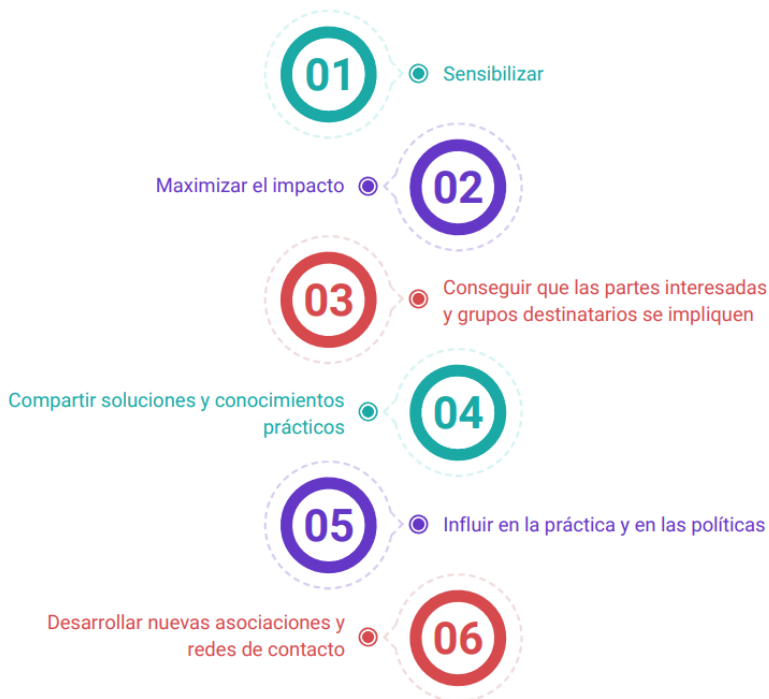 01
Sensibilizar
Maximizar el impacto
02
03
Conseguir que las partes interesadas
y grupos destinatarios se impliquen
Compartir soluciones y conocimientos
prácticos
04
05
Influir en la práctica y en las políticas
Desarrollar nuevas asociaciones y
redes de contacto
06